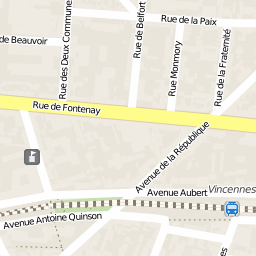 Rue de la Paix
de Beauvoir
Rue des Deux Commune
Rue de Belfort
Rue Monmory
Rue de la Fraternité
Rue de Fontenay
Avenue de la République
Avenue Aubert
Vincennes
Avenue Antoine Quinson